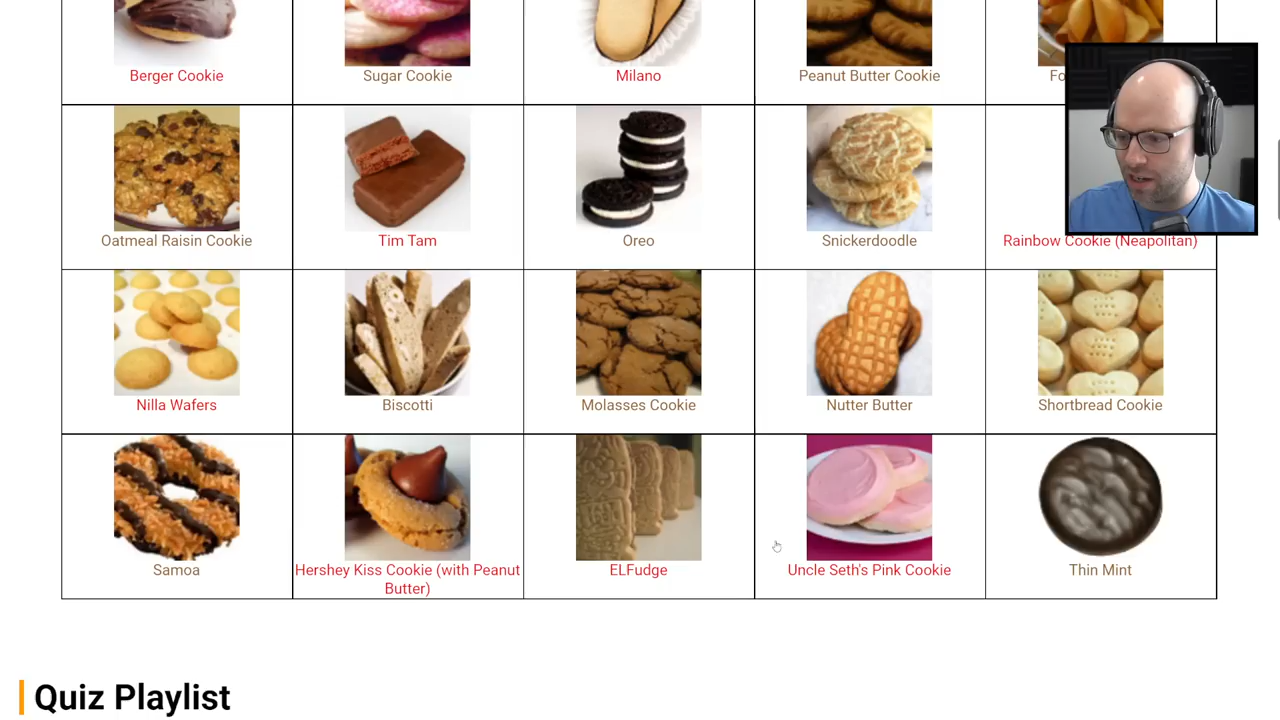 Berger Cookie
Sugar Cookie
Milano
Peanut Butter Cookie
Fo
Oatmeal Raisin Cookie
Tim Tam
Oreo
Snickerdoodle
Rainbow Cookie (Neapolitan)
Nilla Wafers
Biscotti
Molasses Cookie
Nutter Butter
Shortbread Cookie
Samoa
Hershey Kiss Cookie (with Peanut
Butter)
ELFudge
Uncle Seth's Pink Cookie
Thin Mint
Quiz Playlist